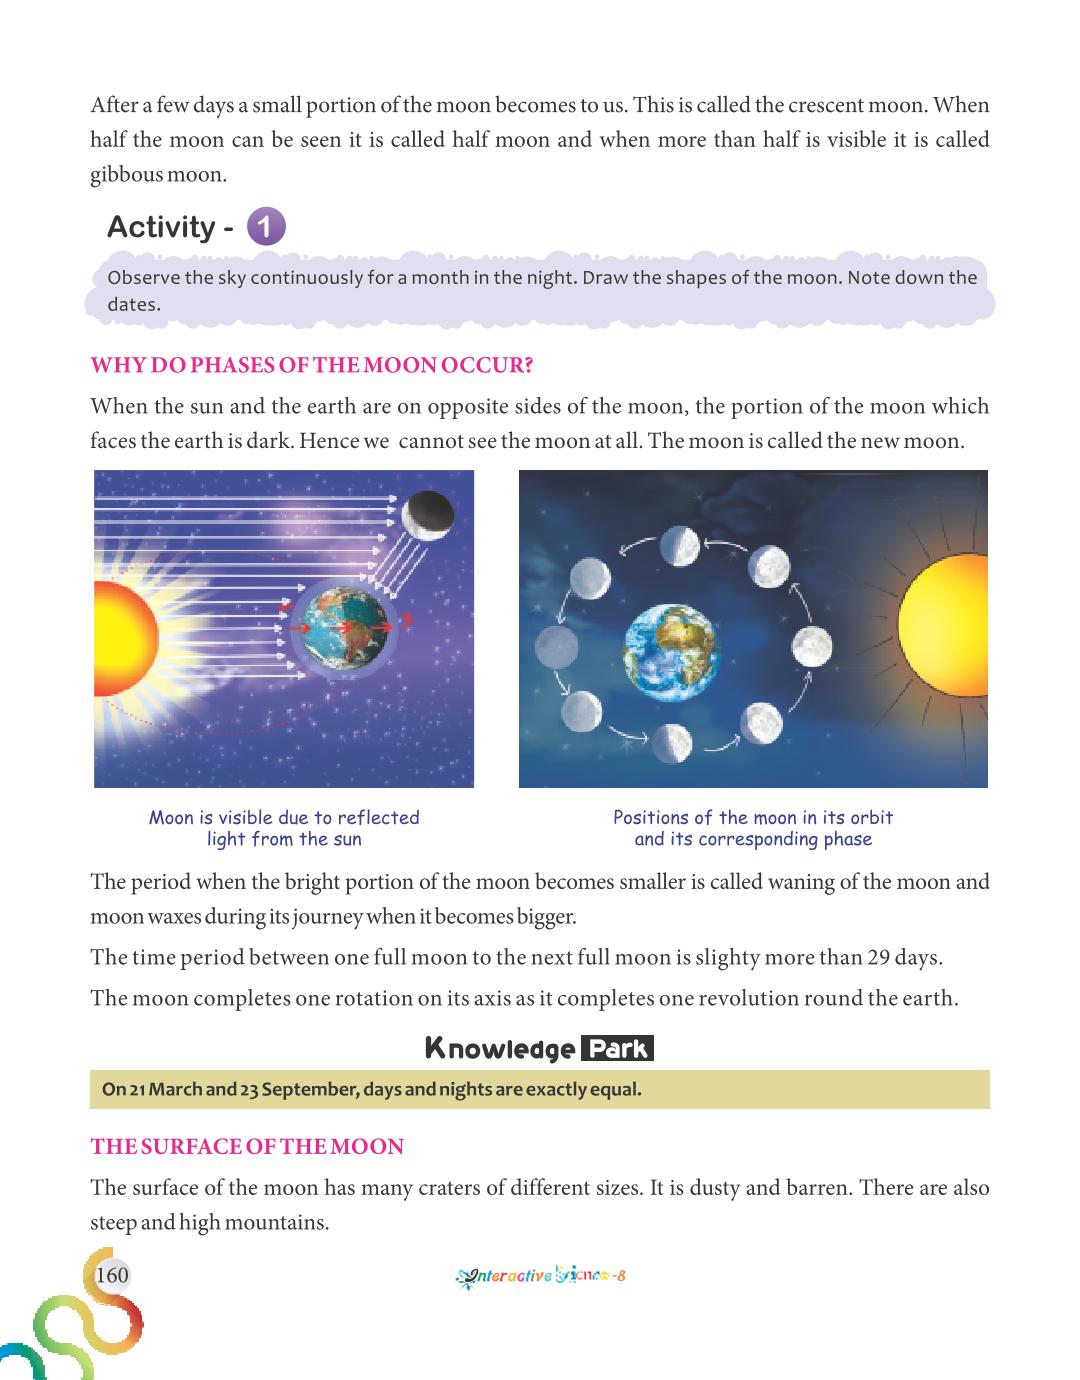 After a few days a small portion of the moon becomes to us. This is called the crescent moon. When
half the moon can be seen it is called half moon and when more than half is visible it is called
gibbous moon.
Activity - 1
Observe the sky continuously for a month in the night. Draw the shapes of the moon. Note down the
dates.
WHY DO PHASES OF THE MOON OCCUR?
When the sun and the earth are on opposite sides of the moon, the portion of the moon which
faces the earth is dark. Hence we cannot see the moon at all. The moon is called the new moon.
Moon is visible due to reflected
light from the sun
Positions of the moon in its orbit
and its corresponding phase
The period when the bright portion of the moon becomes smaller is called waning of the moon and
moon waxes during its journey when it becomes bigger.
The time period between one full moon to the next full moon is slighty more than 29 days.
The moon completes one rotation on its axis as it completes one revolution round the earth.
Knowledge Park
On 21 March and 23 September, days and nights are exactly equal.
THE SURFACE OF THE MOON
The surface of the moon has many craters of different sizes. It is dusty and barren. There are also
steep and high mountains.
160
Interactive Science-8